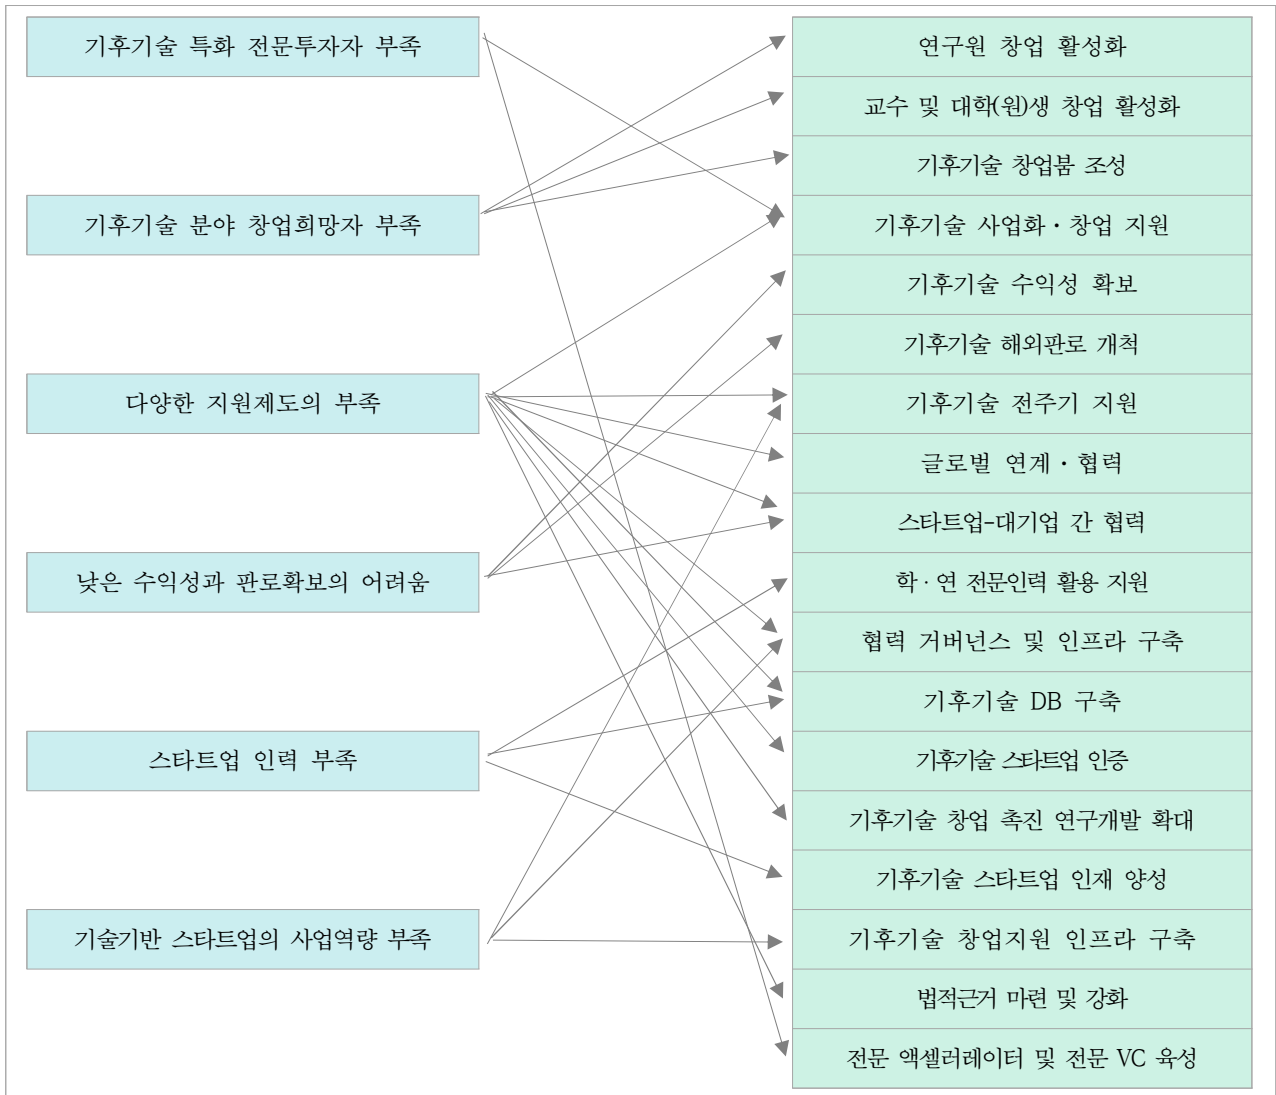 기후기술 특화 전문투자자 부족
기후기술 분야 창업희망자 부족
다양한 지원제도의 부족
낮은 수익성과 판로확보의 어려움
스타트업 인력 부족
기술기반 스타트업의 사업역량 부족
연구원 창업 활성화
교수 및 대학(원)생 창업 활성화
기후기술 창업붐 조성
기후기술 사업화·창업 지원
기후기술 수익성 확보
기후기술 해외판로 개척
기후기술 전주기 지원
글로벌 연계·협력
스타트업-대기업 간 협력
학·연 전문인력 활용 지원
협력 거버넌스 및 인프라 구축
기후기술 DB 구축
기후기술 스타트업 인증
기후기술 창업 촉진 연구개발 확대
기후기술 스타트업 인재 양성
기후기술 창업지원 인프라 구축
법적근거 마련 및 강화
전문 액셀러레이터 및 전문 VC 육성